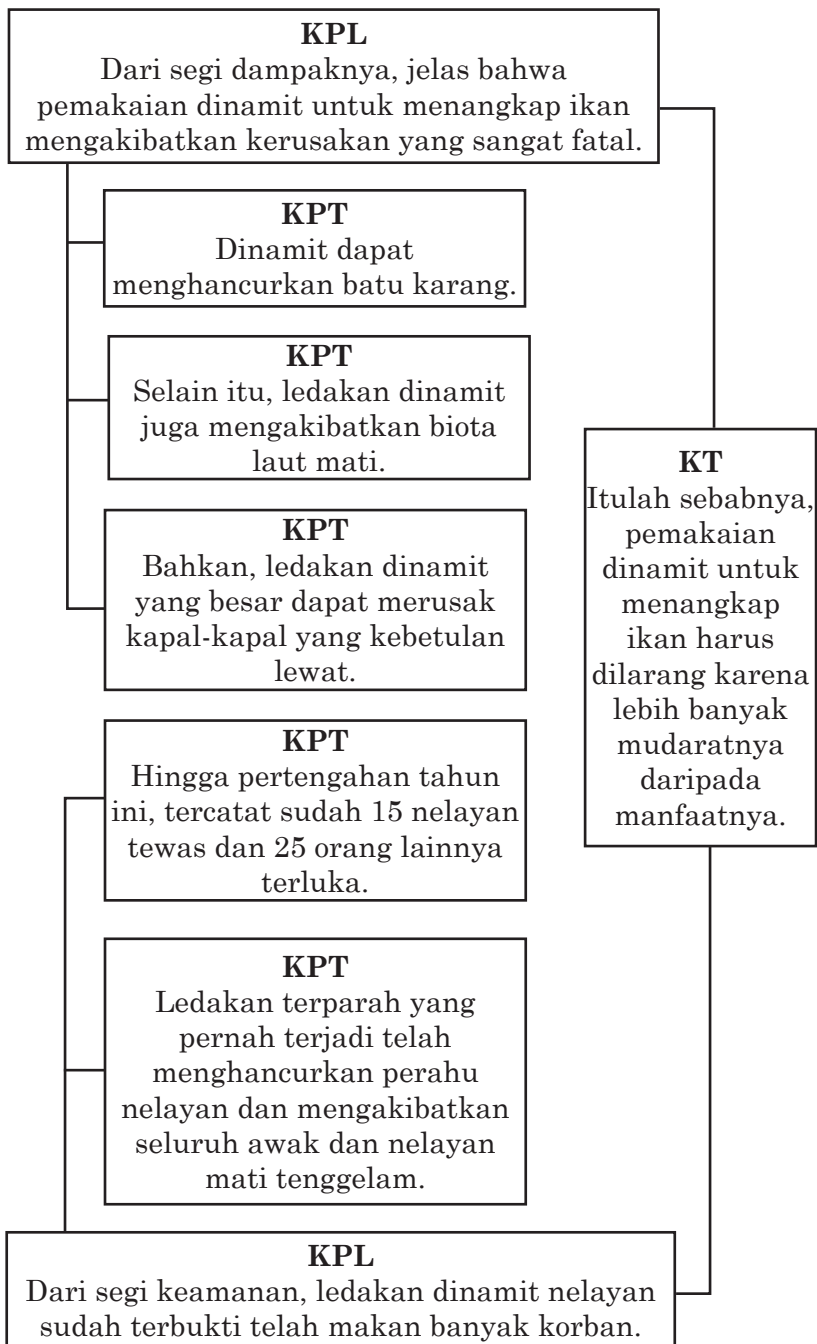 KPL
Dari segi dampaknya, jelas bahwa
pemakaian dinamit untuk menangkap ikan
mengakibatkan kerusakan yang sangat fatal.
KPT
Dinamit dapat
menghancurkan batu karang.
KPT
Selain itu, ledakan dinamit
juga mengakibatkan biota
laut mati.
KPT
Bahkan, ledakan dinamit
yang besar dapat merusak
kapal-kapal yang kebetulan
lewat.
KPT
Hingga pertengahan tahun
ini, tercatat sudah 15 nelayan
tewas dan 25 orang lainnya
terluka.
KPT
Ledakan terparah yang
pernah terjadi telah
menghancurkan perahu
nelayan dan mengakibatkan
seluruh awak dan nelayan
mati tenggelam.
KPL
Dari segi keamanan, ledakan dinamit nelayan
sudah terbukti telah makan banyak korban.
KT
Itulah sebabnya,
pemakaian
dinamit untuk
menangkap
ikan harus
dilarang karena
lebih banyak
mudaratnya
daripada
manfaatnya.